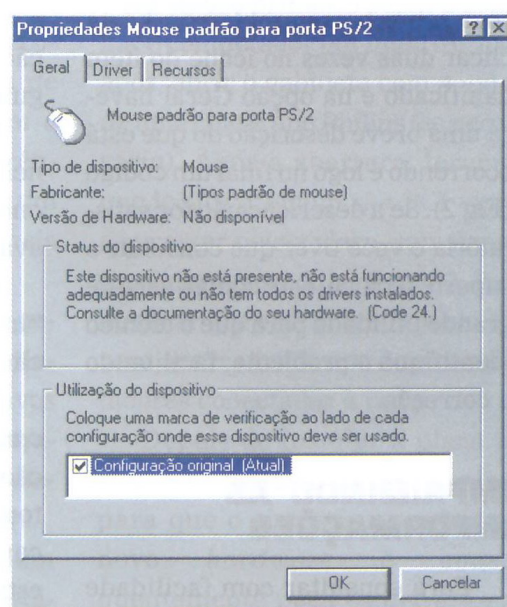 Propriedades Mouse padrão para porta PS/2
Geral Driver Recursos
Mouse padrão para porta PS/2
Tipo de dispositivo: Mouse
Fabricante: (Tipos padrão de mouse)
Versão de Hardware: Não disponível
Status do dispositivo
Este dispositivo não está presente, não está funcionando
adequadamente ou não tem todos os drivers instalados.
Consulte a documentação do seu hardware. (Code 24.)
Utilização do dispositivo
Coloque uma marca de verificação ao lado de cada
configuração onde esse dispositivo deve ser usado.
Configuração original (Atual)
OK Cancelar